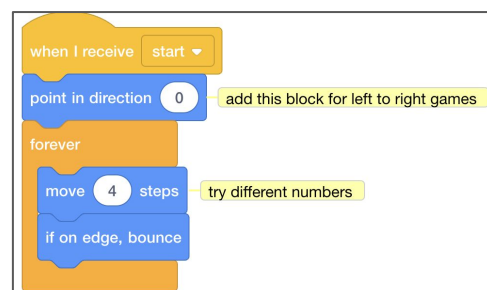 when I receive start
point in direction 0 add this block for left to right games
forever
move 4 steps try different numbers
if on edge, bounce